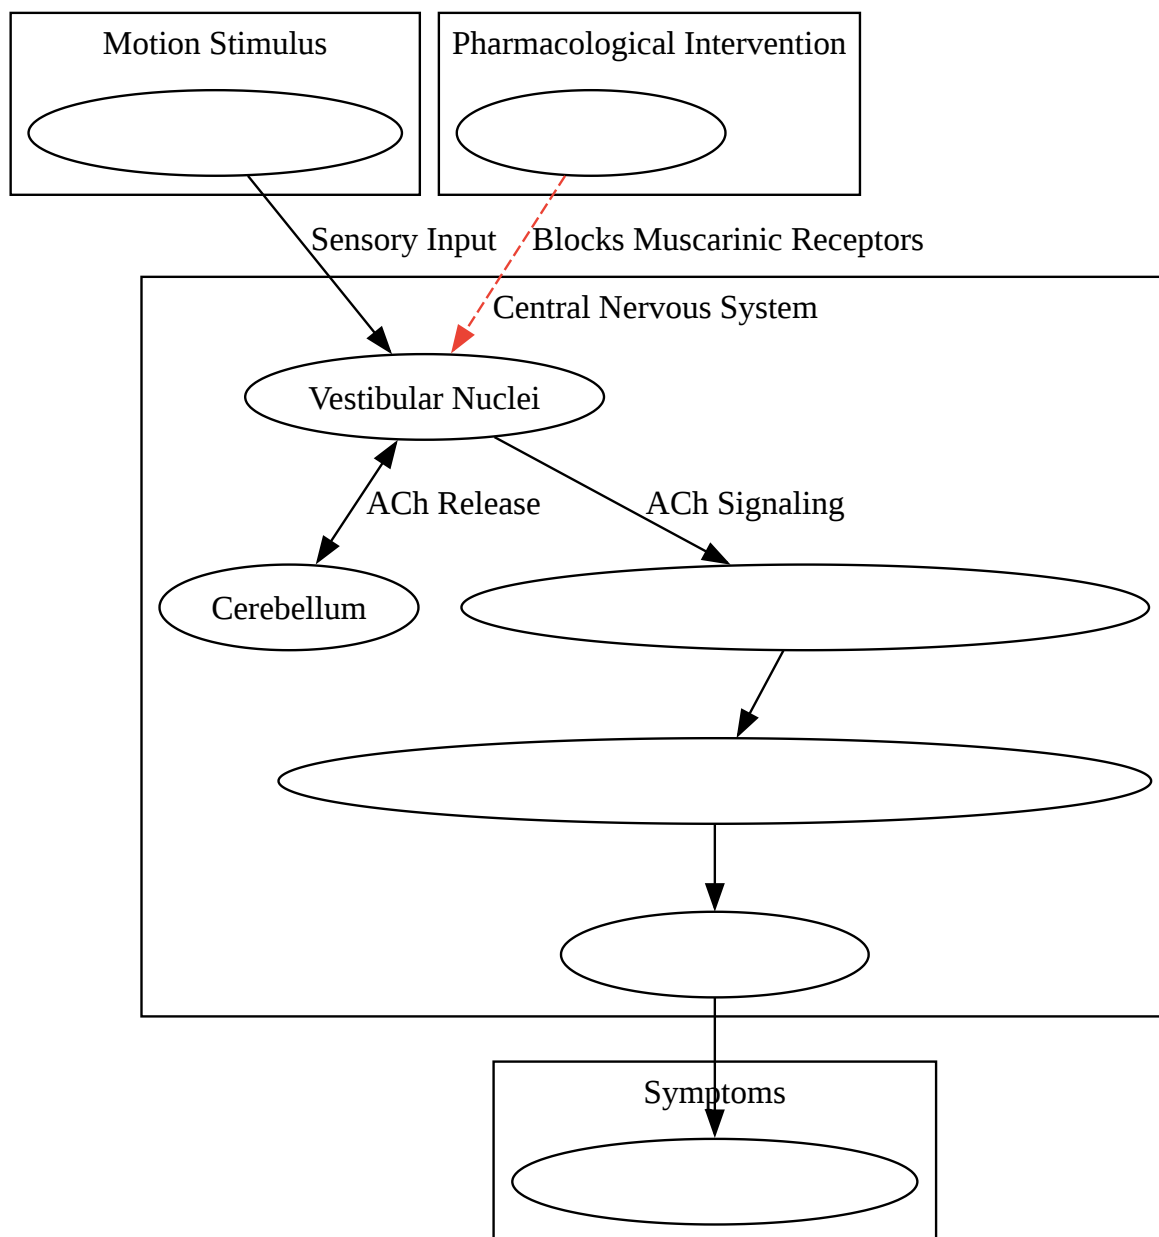 Motion Stimulus
Pharmacological Intervention
Sensory Input
Blocks Muscarinic Receptors
Central Nervous System
Vestibular Nuclei
ACh Release
ACh Signaling
Cerebellum
Symptoms